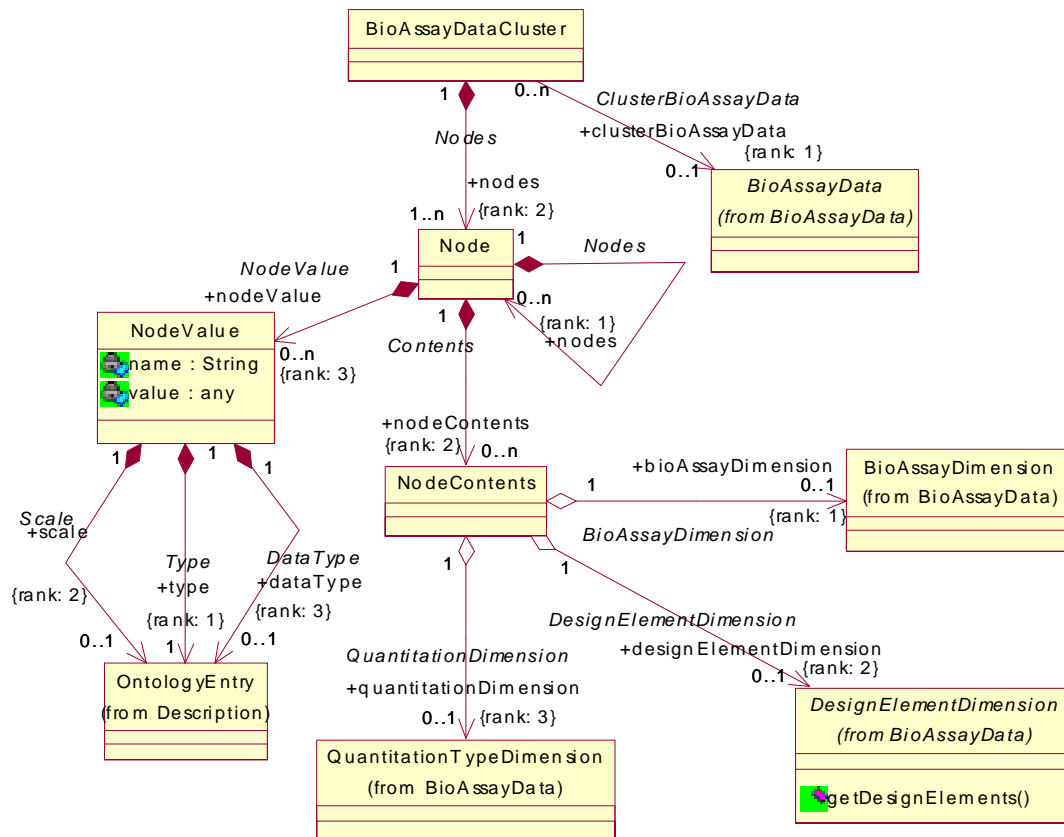 BioAssayDataCluster
1
0..n
ClusterBioAssayData
+clusterBioAssayData
{rank: 1}
0..1
Nodes
+nodes
{rank: 2}
1..n
BioAssayData
(from BioAssayData)
Node
1
Nodes
0..n
{rank: 1}
+nodes
1
NodeValue
+nodeValue
0..n
{rank: 3}
1
Contents
+nodeContents
{rank: 2}
0..n
NodeValue
name : String
value : any
1
1
1
Scale
+scale
{rank: 2}
0..1
Type
+type
{rank: 1}
1
DataType
+dataType
{rank: 3}
0..1
OntologyEntry
(from Description)
NodeContents
1
+bioAssayDimension
0..1
{rank: 1}
BioAssayDimension
BioAssayDimension
(from BioAssayData)
1
1
DesignElementDimension
+designElementDimension
{rank: 2}
0..1
QuantitationDimension
+quantitationDimension
0..1
{rank: 3}
QuantitationTypeDimension
(from BioAssayData)
DesignElementDimension
(from BioAssayData)
getDesignElements()